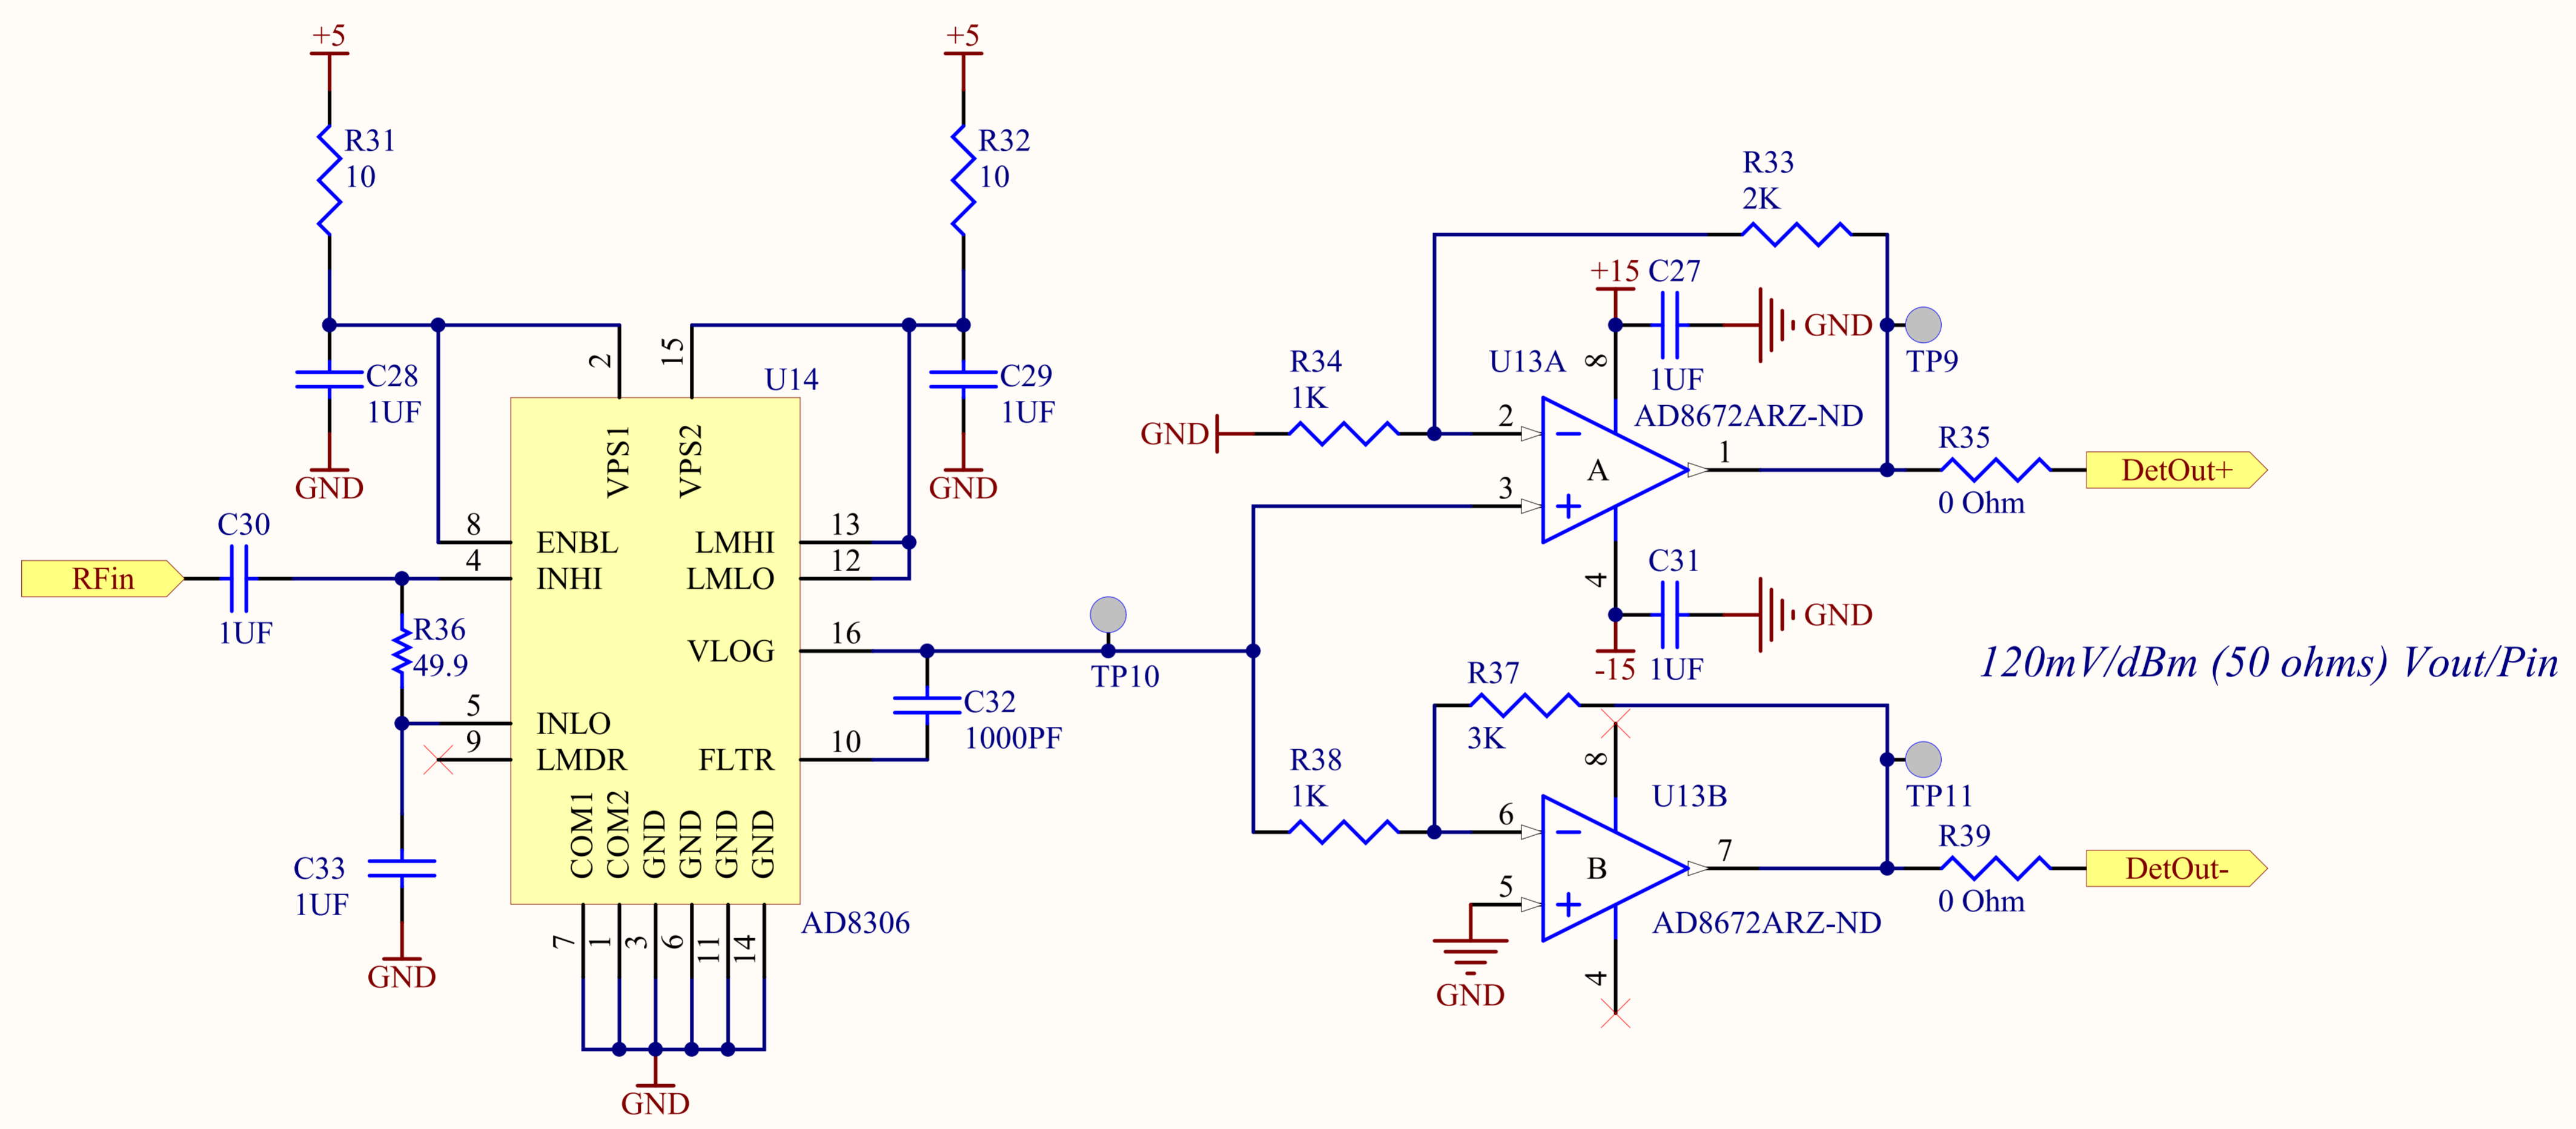 +5
+5
R31
10
R32
10
R33
2K
+15
C27
GND
1UF
TP9
2
15
U14
C28
1UF
C29
1UF
GND
GND
VPS1
VPS2
R34
1K
GND
U13A
8
AD8672ARZ-ND
2
3
A
1
R35
0 Ohm
DetOut+
C30
1UF
RFin
8
ENBL
4
INHI
LMHI
13
LMLO
12
R36
49.9
VLOG
16
TP10
4
C31
GND
-15
1UF
120mV/dBm (50 ohms) Vout/Pin
5
INLO
9
LMDR
FLTR
10
C32
1000PF
R37
3K
8
U13B
TP11
R38
1K
6
5
B
7
R39
0 Ohm
DetOut-
COM1
COM2
GND
GND
GND
GND
C33
1UF
GND
AD8306
AD8672ARZ-ND
GND
4
7
1
3
6
11
14
GND